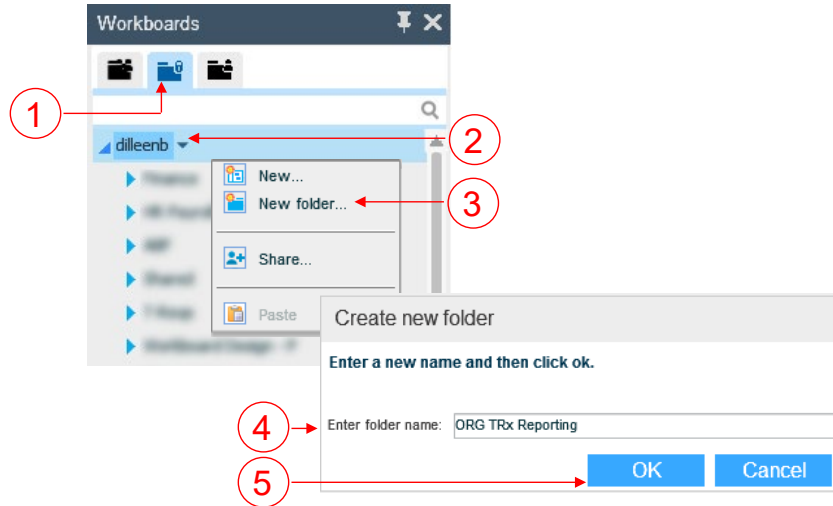 Workboards
1
dilleenb
2
New...
New folder...
3
Share...
Paste
Create new folder
Enter a new name and then click ok.
4
Enter folder name: ORG TRx Reporting
OK Cancel
5